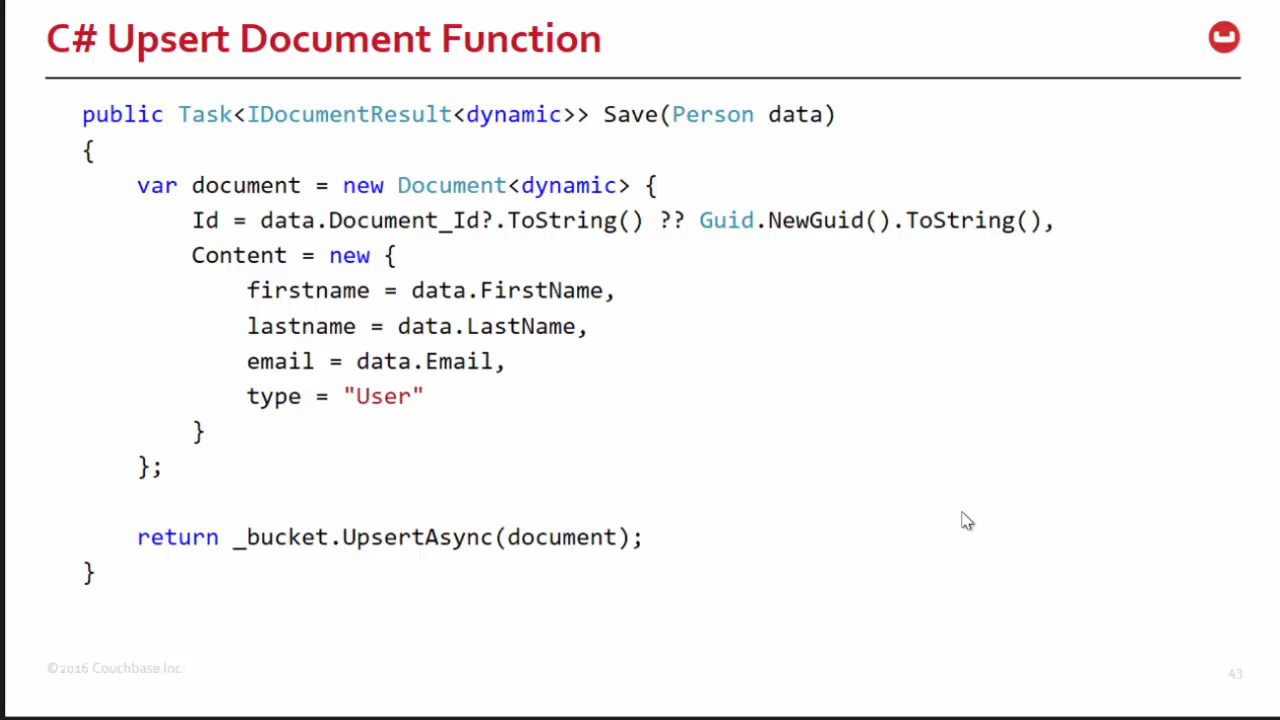 C# Upsert Document Function
public Task<IDocumentResult<dynamic>> Save(Person data)
{
var document = new Document<dynamic> {
Id = data.Document_Id?.ToString() ?? Guid.NewGuid().ToString(),
Content = new {
firstname = data.FirstName,
lastname = data.LastName,
email = data.Email,
type = "User"
}
};
return _bucket.UpsertAsync(document);
}
©2016 Couchbase Inc.
43